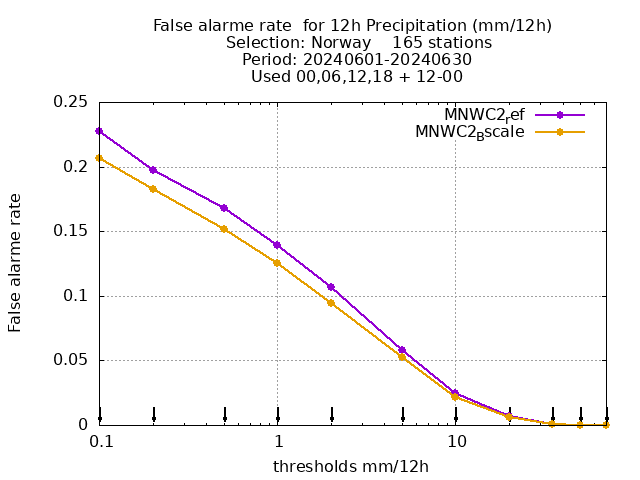 False alarme rate  for 12h Precipitation (mm/12h)
Selection: Norway    165 stations
Period: 20240601-20240630
Used 00,06,12,18 + 12-00
MNWC2ref
MNWC2Bscale
0.25
0.2
0.15
0.1
0.05
0
False alarme rate
0.1 1 10
thresholds mm/12h